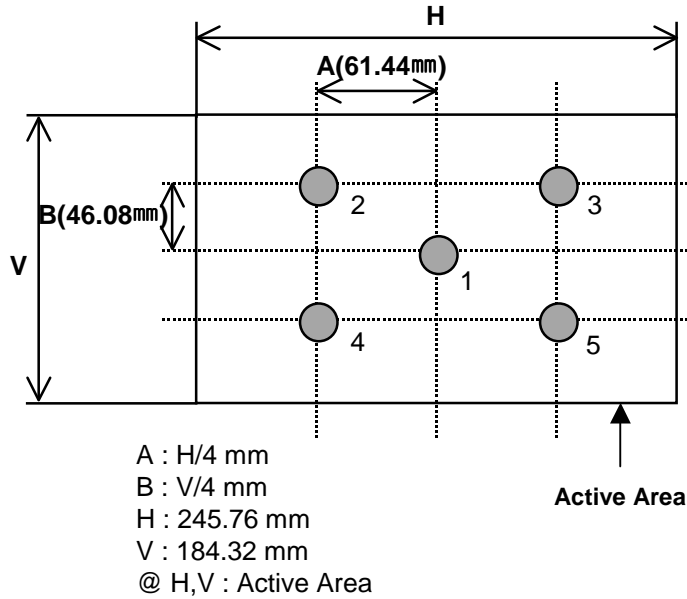 H
A(61.44㎜)
2
3
B(46.08㎜)
1
V
4
5
A : H/4 mm
B : V/4 mm
H : 245.76 mm
V : 184.32 mm
@ H,V : Active Area
Active Area